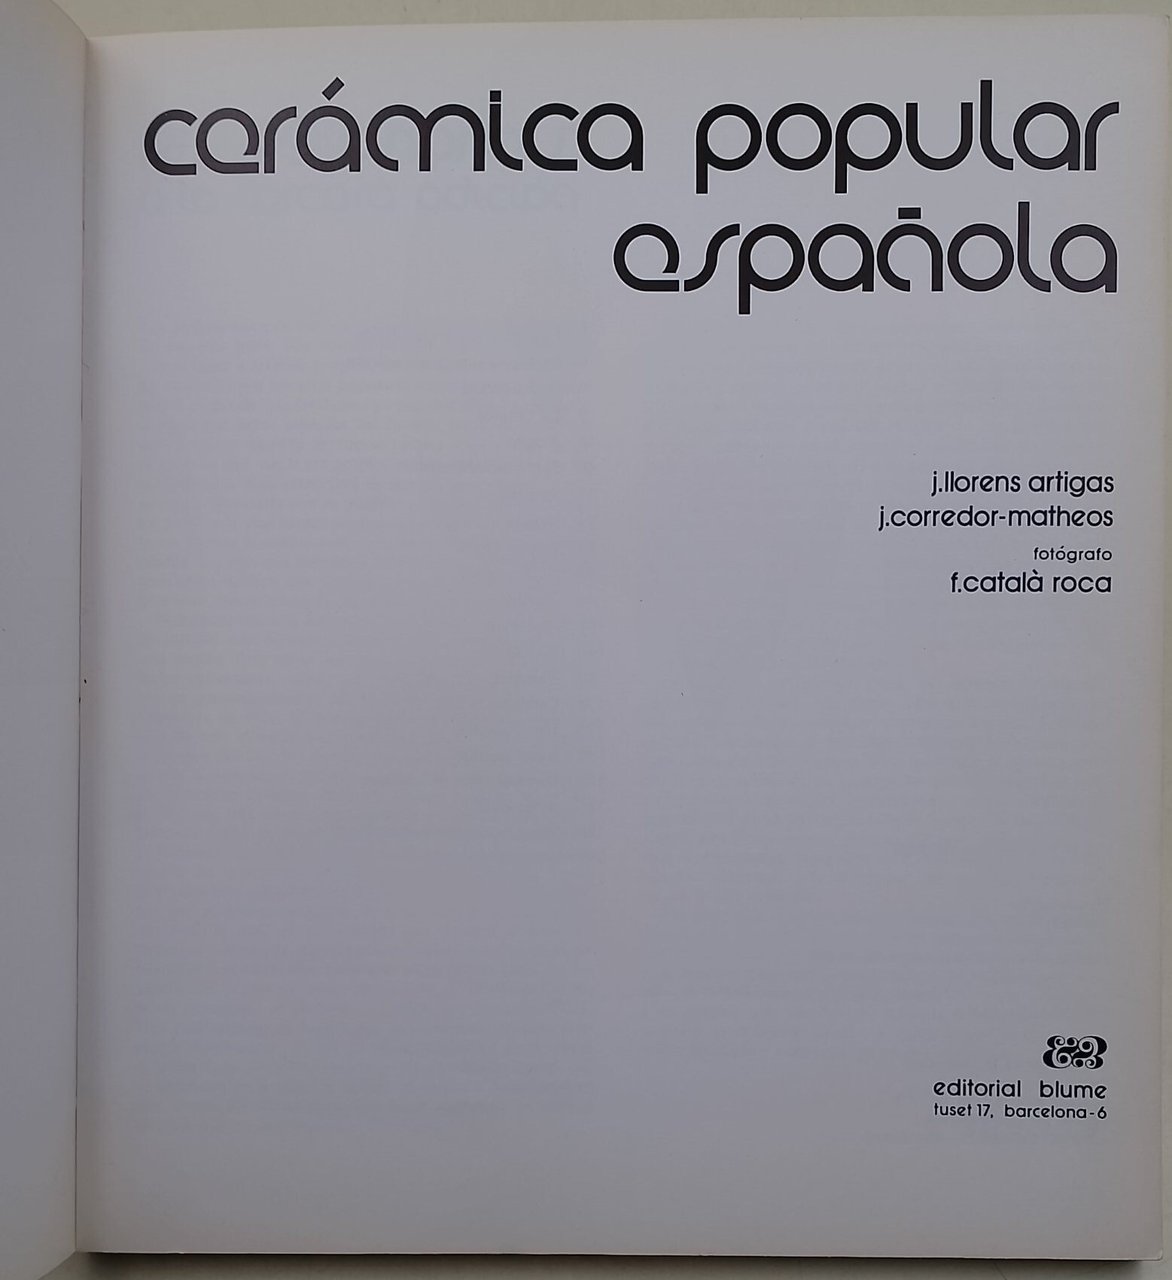 cerámica popular
española
j.llorens artigas
j.corredor-matheos
fotógrafo
f.català roca
editorial blume
tuset 17, barcelona-6